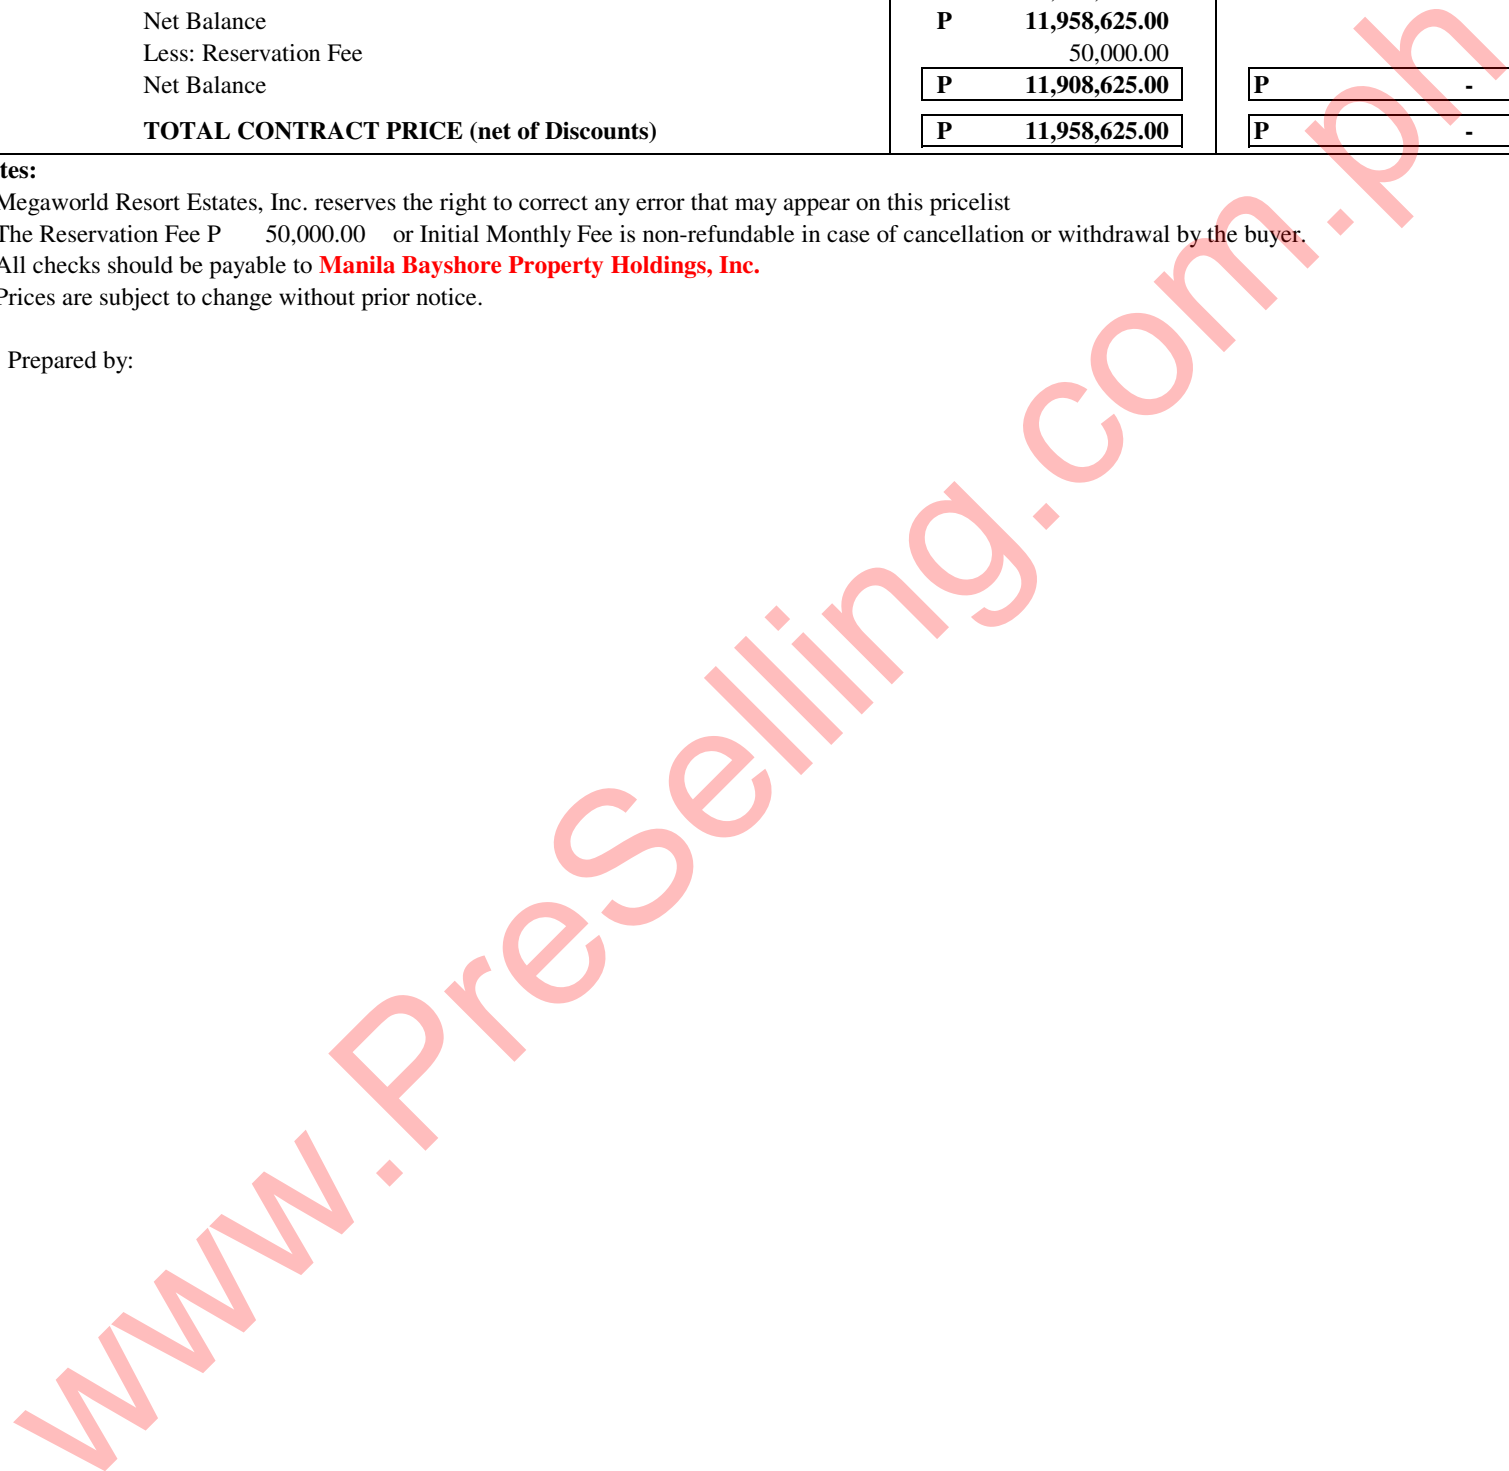 Net Balance P 11,958,625.00
Less: Reservation Fee 50,000.00
Net Balance P 11,908,625.00 P -
TOTAL CONTRACT PRICE (net of Discounts) P 11,958,625.00 P -
tes:
Megaworld Resort Estates, Inc. reserves the right to correct any error that may appear on this pricelist
The Reservation Fee P 50,000.00 or Initial Monthly Fee is non-refundable in case of cancellation or withdrawal by the buyer.
All checks should be payable to Manila Bayshore Property Holdings, Inc.
Prices are subject to change without prior notice.
Prepared by:
www.PreSelling.com.ph